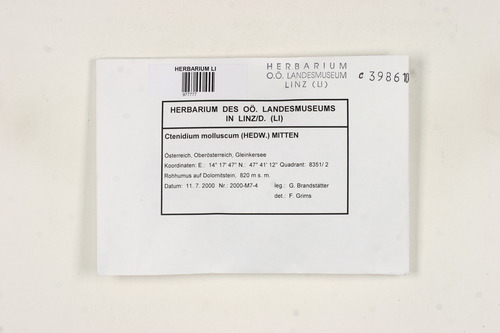 HERBARIUM LI
HERBARIUM
O.Ö. LANDESMUSEUM
LINZ (LI)
HERBARIUM DES OÖ. LANDESMUSEUMS
IN LINZ/D. (LI)
Ctenidium molluscum (HEDW.) MITTEN
Österreich, Oberösterreich, Gleinkersee
Koordinaten: E.: 14° 17' 47" N.: 47° 41' 12" Quadrant: 8351/ 2
Rohhumus auf Dolomitstein, 820 m s. m.
Datum: 11. 7. 2000 Nr.: 2000-M7-4 leg.: G. Brandstätter
det.: F. Grims